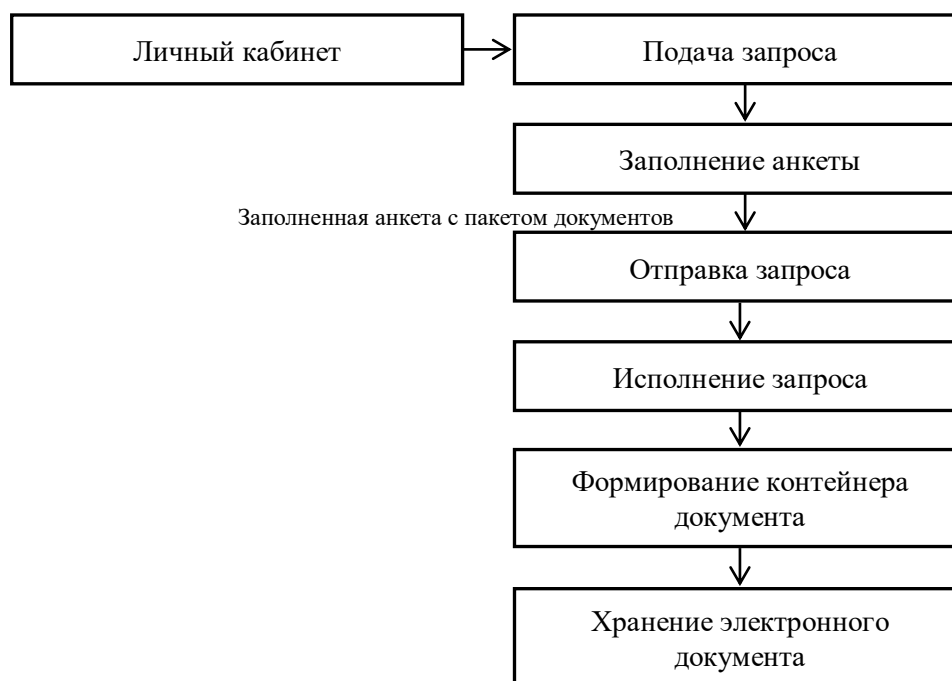 Личный кабинет
Подача запроса
Заполнение анкеты
Заполненная анкета с пакетом документов
Отправка запроса
Исполнение запроса
Формирование контейнера
документа
Хранение электронного
документа